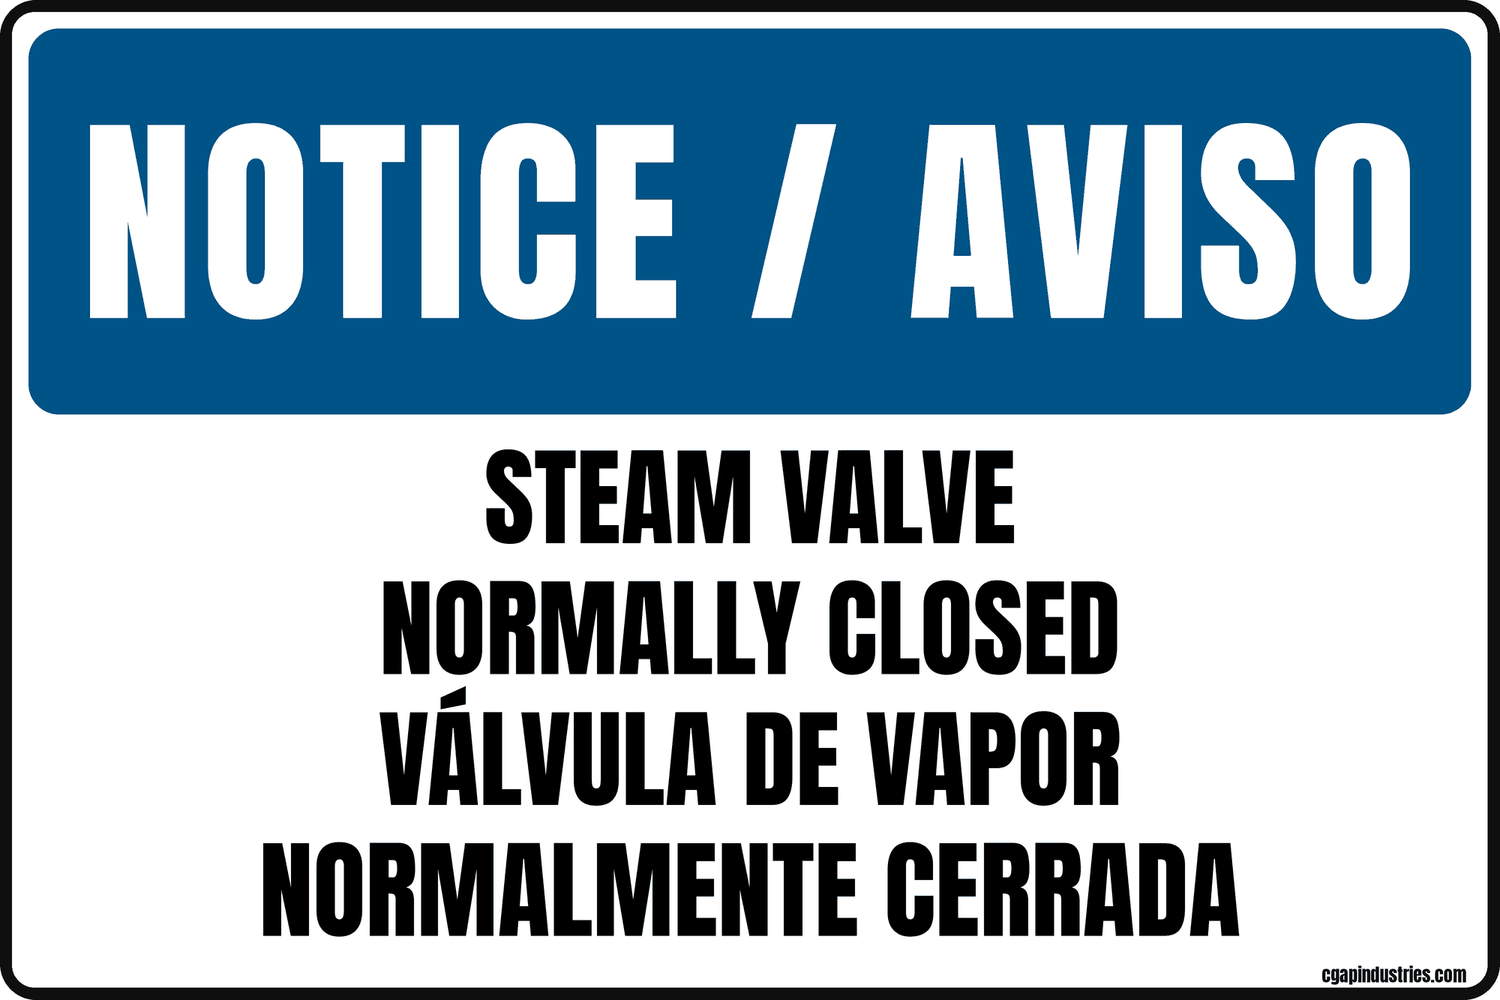 NOTICE / AVISO
STEAM VALVE
NORMALLY CLOSED
VÁLVULA DE VAPOR
NORMALMENTE CERRADA
cgapindustries.com